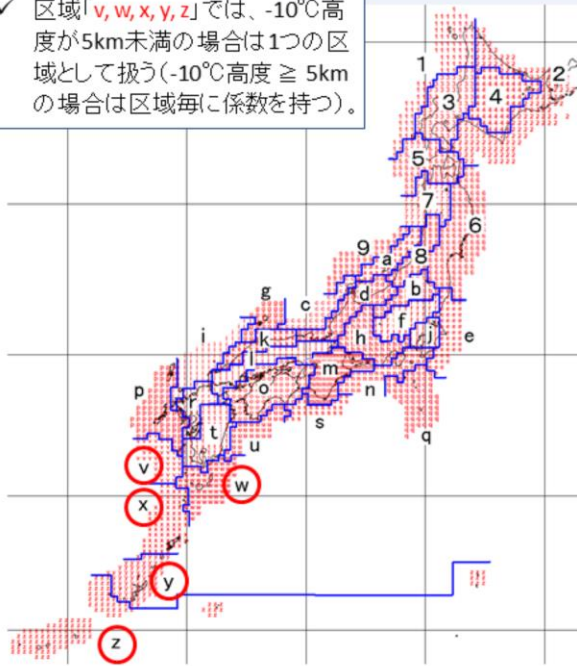 ✓ 区域「v, w, x, y, z」では、-10℃高
度が5km未満の場合は1つの区
域として扱う(-10℃高度 ≧ 5km
の場合は区域毎に係数を持つ)。
1
2
3
4
5
7
6
9
8
a
g
d
b
c
f
i
k
h
j
e
l
m
p
o
n
r
s
t
u
q
v
w
x
y
z